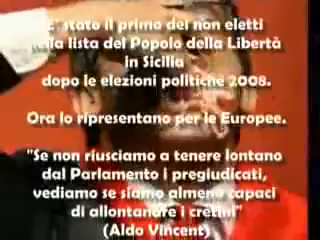 E' stato il primo dei non eletti
nella lista del Popolo della Libertà
in Sicilia
dopo le elezioni politiche 2008.
Ora lo ripresentano per le Europee.
"Se non riusciamo a tenere lontano
dal Parlamento i pregiudicati,
vediamo se siamo almeno capaci
di allontanare i cretini"
(Aldo Vincent)